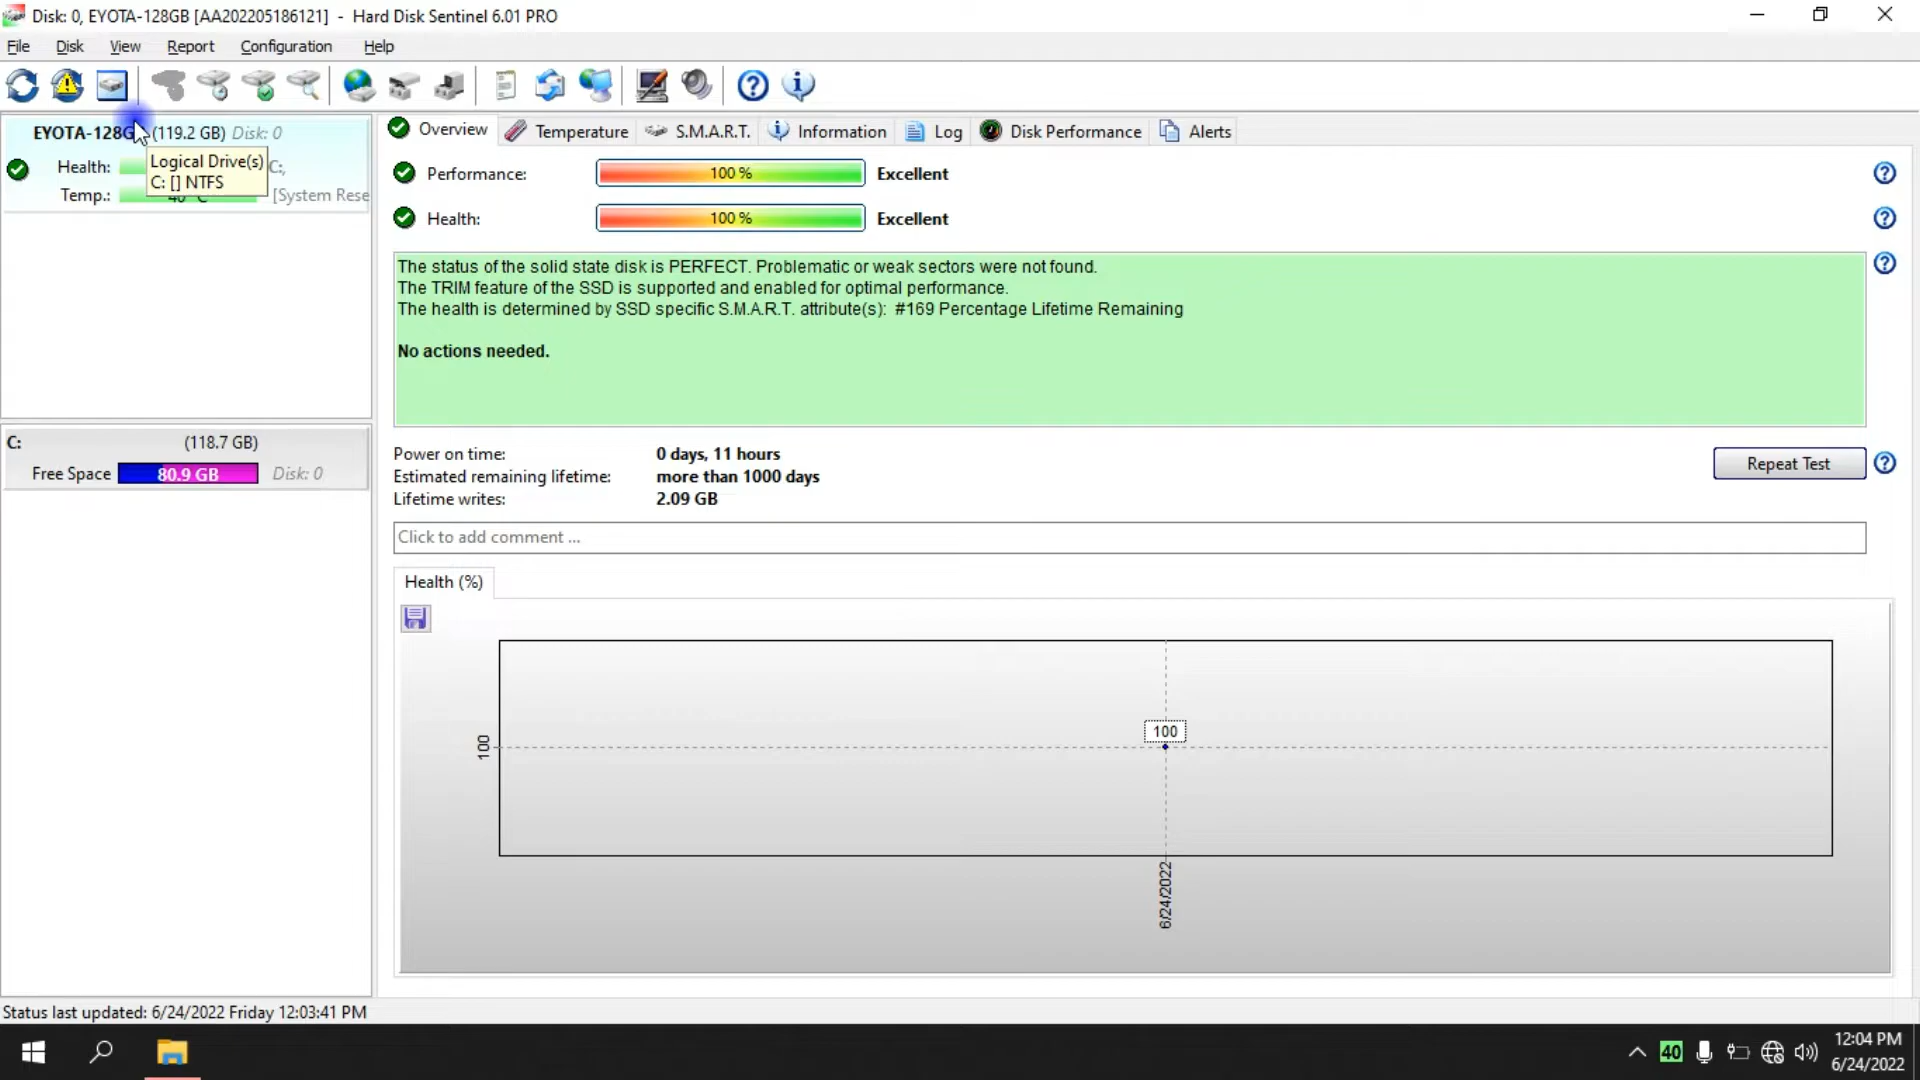 Disk: 0, EYOTA-128GB [AA202205186121] - Hard Disk Sentinel 6.01 PRO
File Disk View Report Configuration Help
EYOTA-128G (119.2 GB) Disk: 0
Logical Drive(s)
C: [] NTFS
Health: C:,
Temp.: 40 °C [System Rese
C: (118.7 GB)
Free Space 80.9 GB Disk: 0
Overview Temperature S.M.A.R.T. Information Log Disk Performance Alerts
Performance: 100 % Excellent
Health: 100 % Excellent
The status of the solid state disk is PERFECT. Problematic or weak sectors were not found.
The TRIM feature of the SSD is supported and enabled for optimal performance.
The health is determined by SSD specific S.M.A.R.T. attribute(s): #169 Percentage Lifetime Remaining
No actions needed.
Power on time: 0 days, 11 hours
Estimated remaining lifetime: more than 1000 days
Lifetime writes: 2.09 GB
Repeat Test
Click to add comment ...
Health (%)
100
100
6/24/2022
Status last updated: 6/24/2022 Friday 12:03:41 PM
40
12:04 PM
6/24/2022